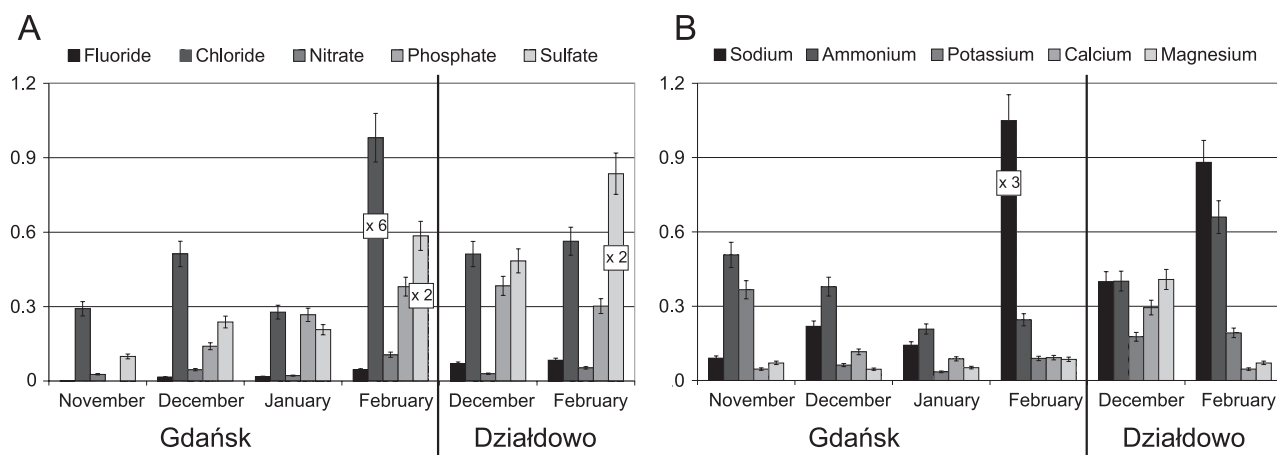 A
Fluoride Chloride Nitrate Phosphate Sulfate
1.2
0.9
0.6
0.3
0
x 6
x 2
x 2
November December January February December February
Gdańsk Działdowo
B
Sodium Ammonium Potassium Calcium Magnesium
1.2
0.9
0.6
0.3
0
x 3
November December January February December February
Gdańsk Działdowo